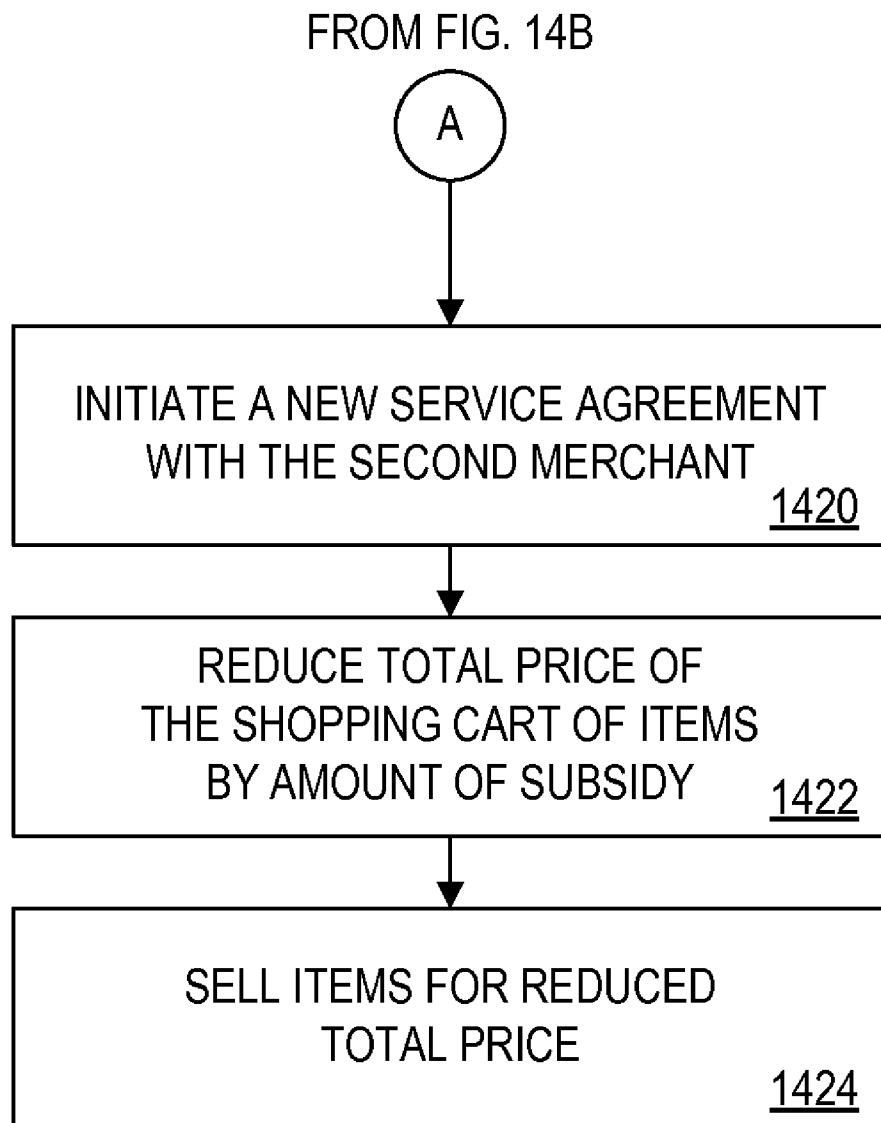 FROM FIG. 14B
A
INITIATE A NEW SERVICE AGREEMENT
WITH THE SECOND MERCHANT
1420
REDUCE TOTAL PRICE OF
THE SHOPPING CART OF ITEMS
BY AMOUNT OF SUBSIDY
1422
SELL ITEMS FOR REDUCED
TOTAL PRICE
1424